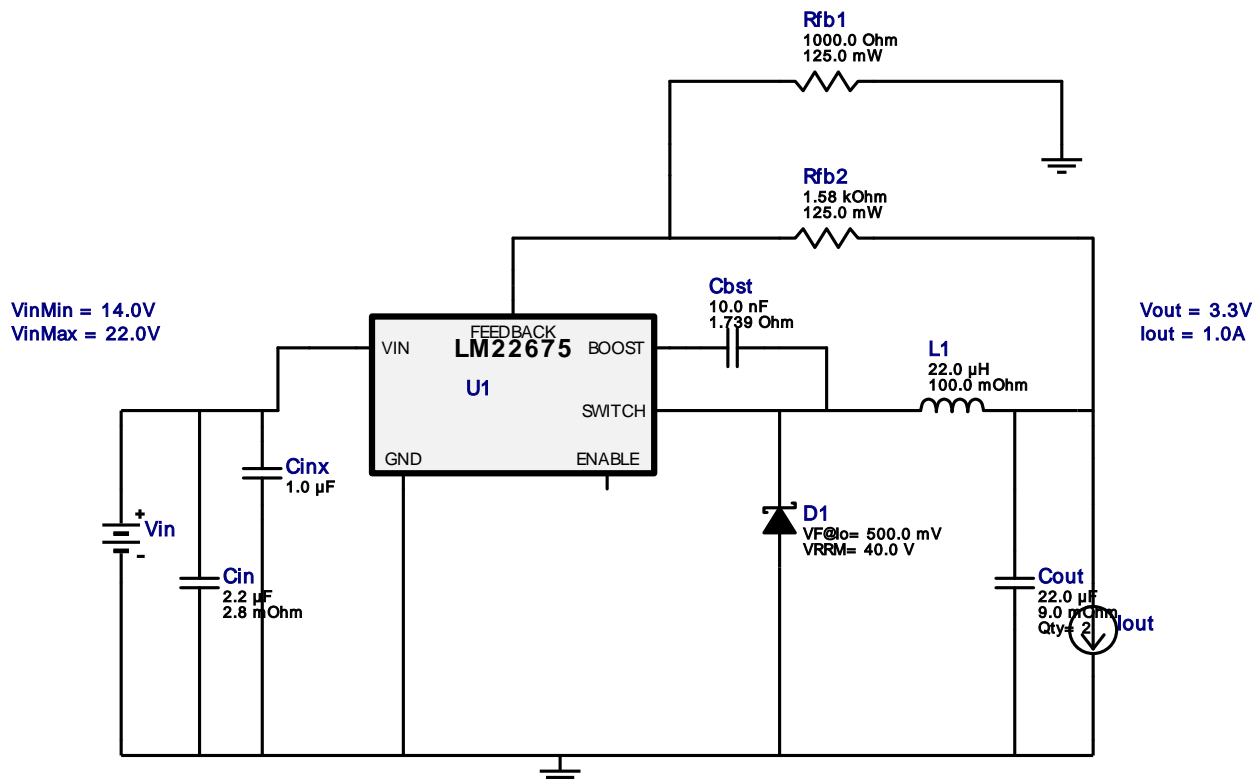 Rfb1
1000.0 Ohm
125.0 mW
Rfb2
1.58 kOhm
125.0 mW
VinMin = 14.0V
VinMax = 22.0V
Cbst
10.0 nF
1.739 Ohm
Vout = 3.3V
Iout = 1.0A
FEEDBACK
VIN
LM22675
BOOST
U1
SWITCH
GND
ENABLE
L1
22.0 µH
100.0 mOhm
Cinx
1.0 µF
+
Vin
-
Cin
2.2 µF
2.8 mOhm
D1
VF@Io= 500.0 mV
VRRM= 40.0 V
Cout
22.0 µF
9.0 mOhm
Qty= 2
Iout